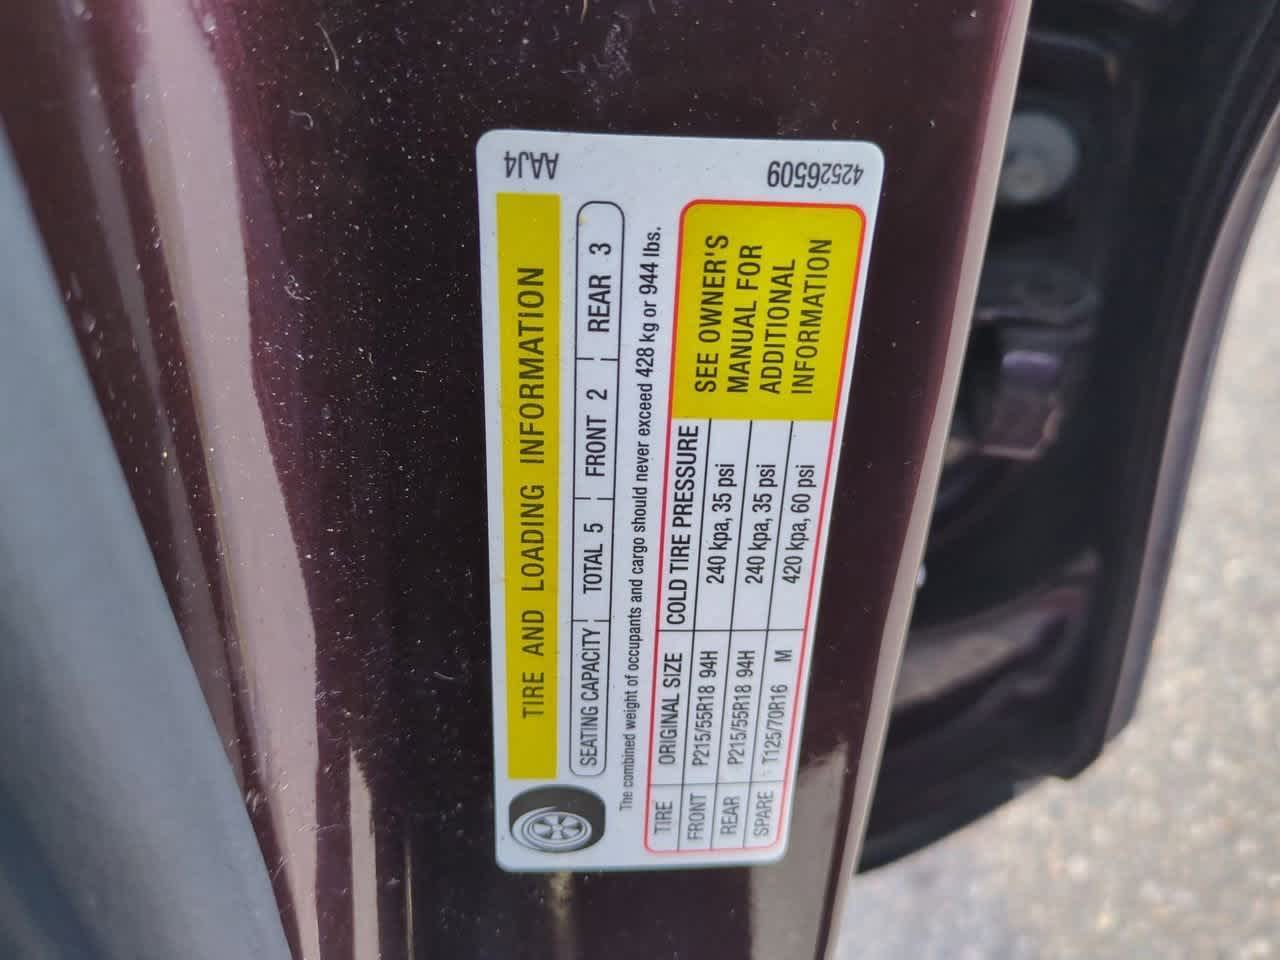 TIRE AND LOADING INFORMATION
SEATING CAPACITY TOTAL 5 FRONT 2 REAR 3
The combined weight of occupants and cargo should never exceed 428 kg or 944 lbs.
TIRE ORIGINAL SIZE COLD TIRE PRESSURE
FRONT P215/55R18 94H 240 kpa, 35 psi
REAR P215/55R18 94H 240 kpa, 35 psi
SPARE T125/70R16 M 420 kpa, 60 psi
SEE OWNER'S
MANUAL FOR
ADDITIONAL
INFORMATION
AAJ4
42526509